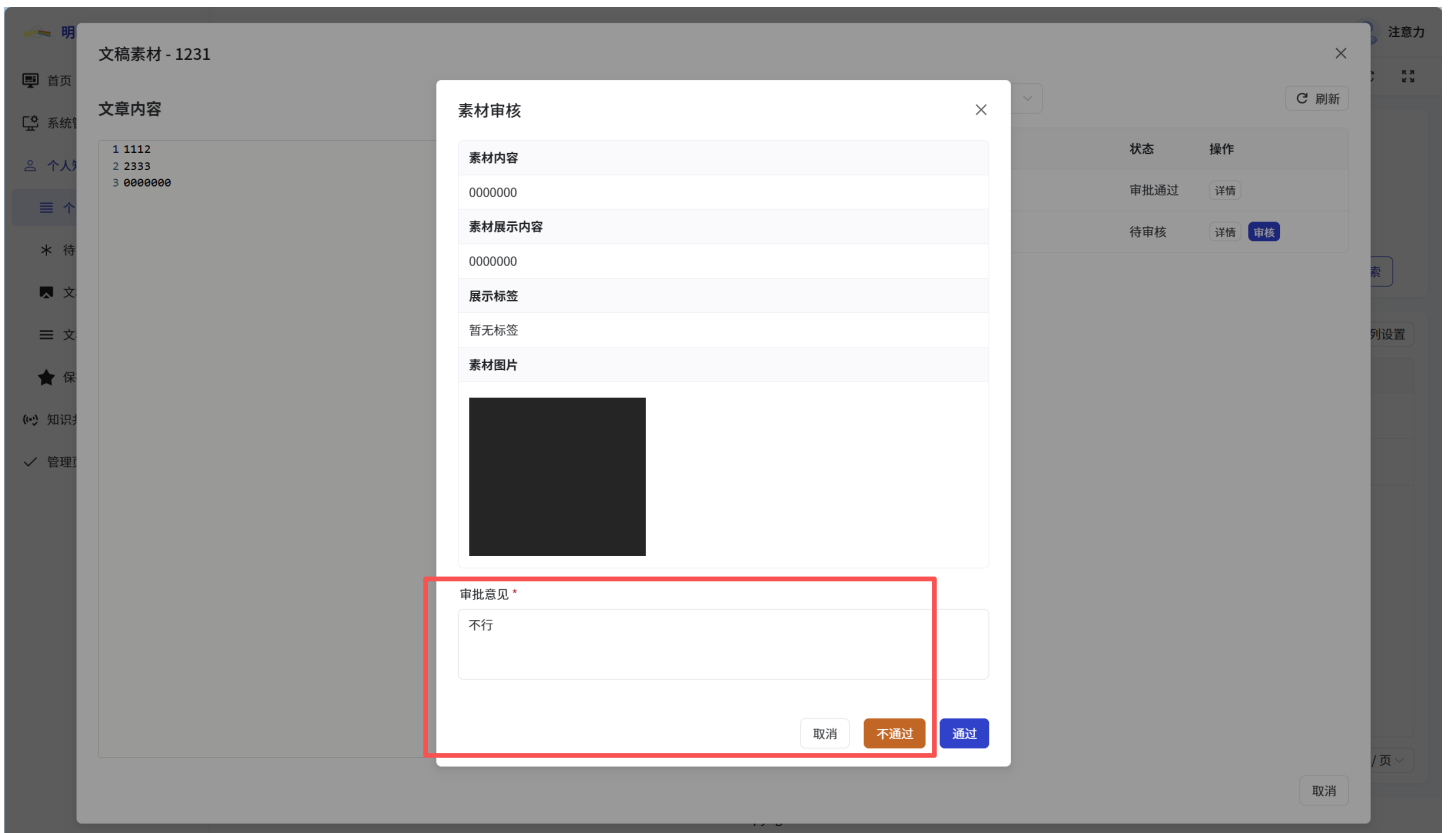 明
注意力
文稿素材 - 1231
首页
系统管
个人知
个
待
文
文
保
知识共
管理页
文章内容
刷新
1 1112
2 2333
3 0000000
状态 操作
审批通过 详情
待审核 详情 审核
索
列设置
/ 页
取消
素材审核
素材内容
0000000
素材展示内容
0000000
展示标签
暂无标签
素材图片
审批意见 *
不行
取消 不通过 通过